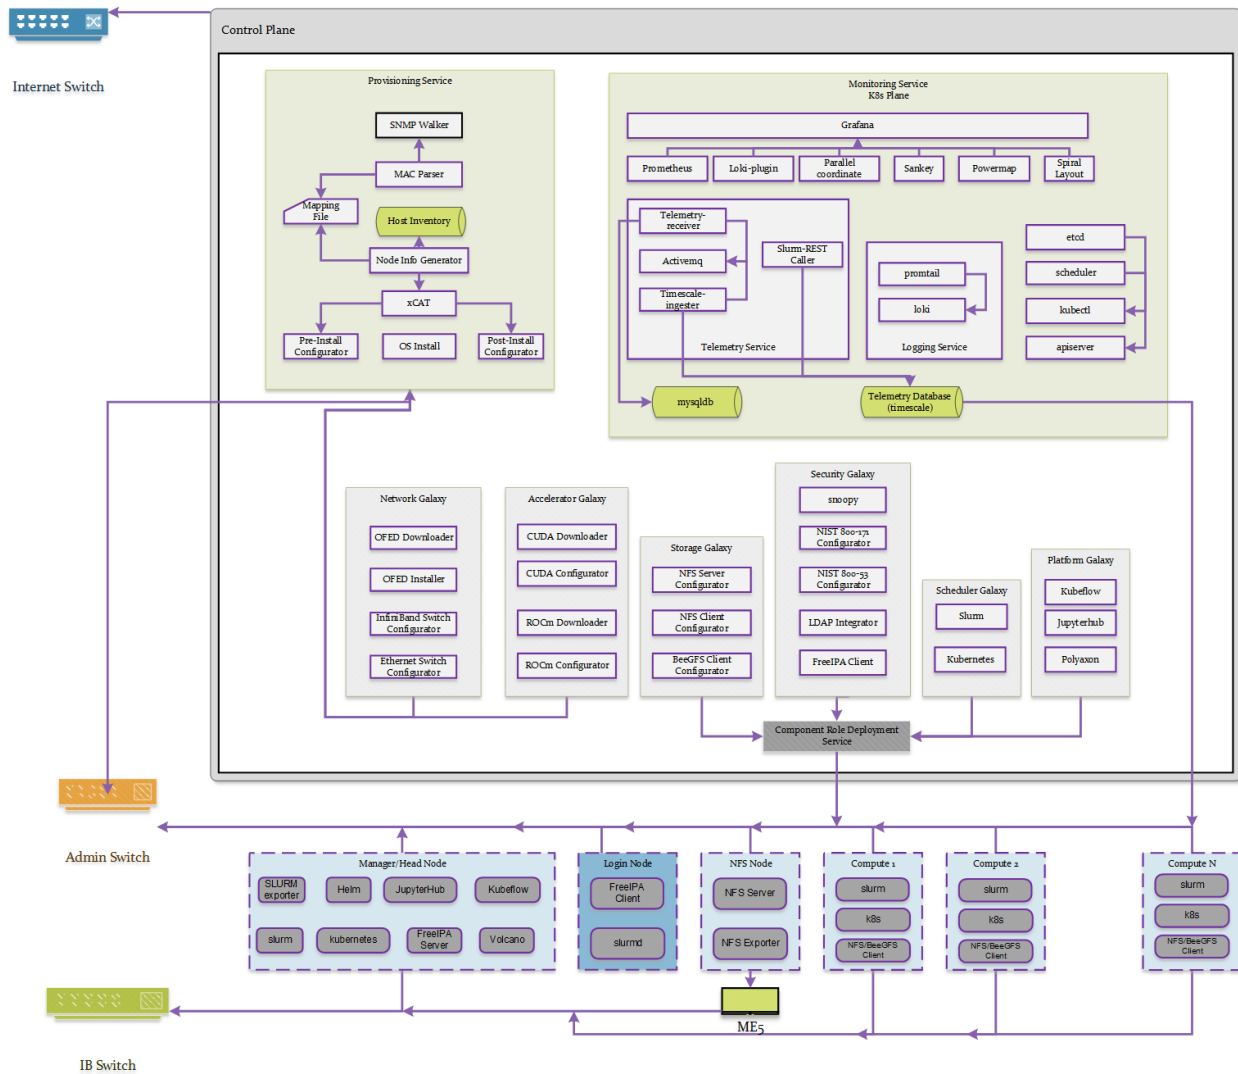 Internet Switch
Control Plane
Provisioning Service
SNMP Walker
MAC Parser
Mapping
File
Host Inventory
Node Info Generator
xCAT
Pre-Install
Configurator
OS Install
Post-Install
Configurator
Monitoring Service
K8s Plane
Grafana
Prometheus
Loki-plugin
Parallel
coordinate
Sankey
Powermap
Spiral
Layout
Telemetry-
receiver
Activemq
Timescale-
ingester
Slurm-REST
Caller
Telemetry Service
promtail
loki
Logging Service
etcd
scheduler
kubectl
apiserver
mysqldb
Telemetry Database
(timescale)
Network Galaxy
OFED Downloader
OFED Installer
InfiniBand Switch
Configurator
Ethernet Switch
Configurator
Accelerator Galaxy
CUDA Downloader
CUDA Configurator
ROCm Downloader
ROCm Configurator
Storage Galaxy
NFS Server
Configurator
NFS Client
Configurator
BeeGFS Client
Configurator
Security Galaxy
snoopy
NIST 800-171
Configurator
NIST 800-53
Configurator
LDAP Integrator
FreeIPA Client
Scheduler Galaxy
Slurm
Kubernetes
Platform Galaxy
Kubeflow
Jupyterhub
Polyaxon
Component Role Deployment
Service
Admin Switch
Manager/Head Node
SLURM
exporter
Helm
JupyterHub
Kubeflow
slurm
kubernetes
FreeIPA
Server
Volcano
Login Node
FreeIPA
Client
slurmd
NFS Node
NFS Server
NFS Exporter
Compute 1
slurm
k8s
NFS/BeeGFS
Client
Compute 2
slurm
k8s
NFS/BeeGFS
Client
Compute N
slurm
k8s
NFS/BeeGFS
Client
ME5
IB Switch